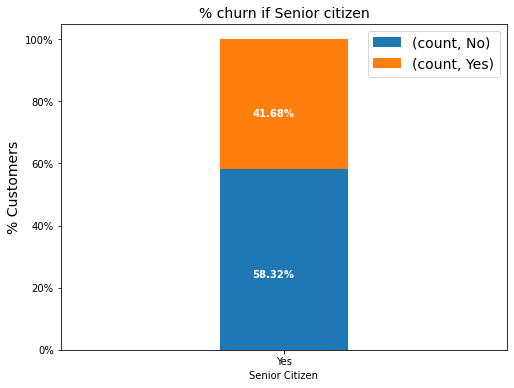 % churn if Senior citizen
(count, No)
(count, Yes)
% Customers
100%
80%
60%
40%
20%
0%
41.68%
58.32%
Yes
Senior Citizen